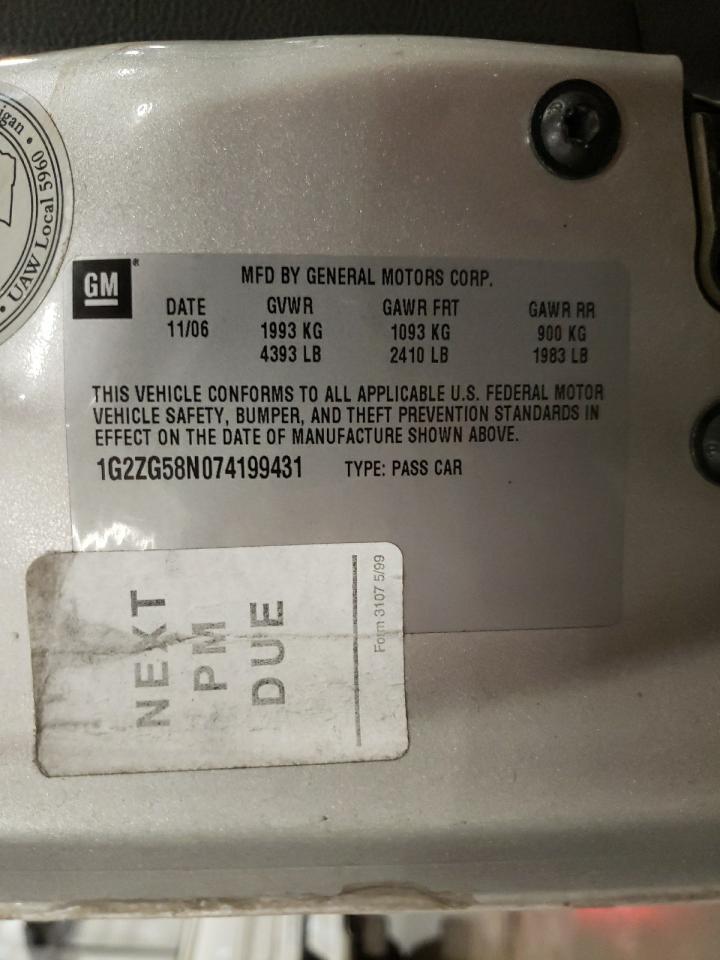 igan • UAW Local 5960
GM
MFD BY GENERAL MOTORS CORP.
DATE GVWR GAWR FRT GAWR RR
11/06 1993 KG 1093 KG 900 KG
4393 LB 2410 LB 1983 LB
THIS VEHICLE CONFORMS TO ALL APPLICABLE U.S. FEDERAL MOTOR
VEHICLE SAFETY, BUMPER, AND THEFT PREVENTION STANDARDS IN
EFFECT ON THE DATE OF MANUFACTURE SHOWN ABOVE.
1G2ZG58N074199431 TYPE: PASS CAR
NEXT
PM
DUE
Form 3107 5/99